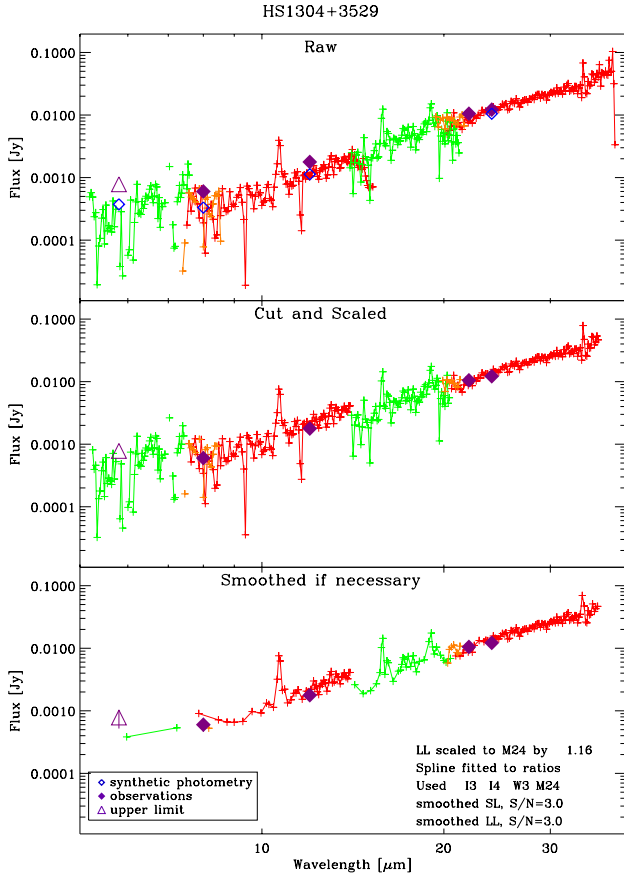 HS1304+3529
Raw
Flux [Jy]
0.1000
0.0100
0.0010
0.0001
Cut and Scaled
Flux [Jy]
0.1000
0.0100
0.0010
0.0001
Smoothed if necessary
Flux [Jy]
0.1000
0.0100
0.0010
0.0001
LL scaled to M24 by 1.16
Spline fitted to ratios
Used I3 I4 W3 M24
smoothed SL, S/N=3.0
smoothed LL, S/N=3.0
synthetic photometry
observations
upper limit
10 20 30
Wavelength [μm]